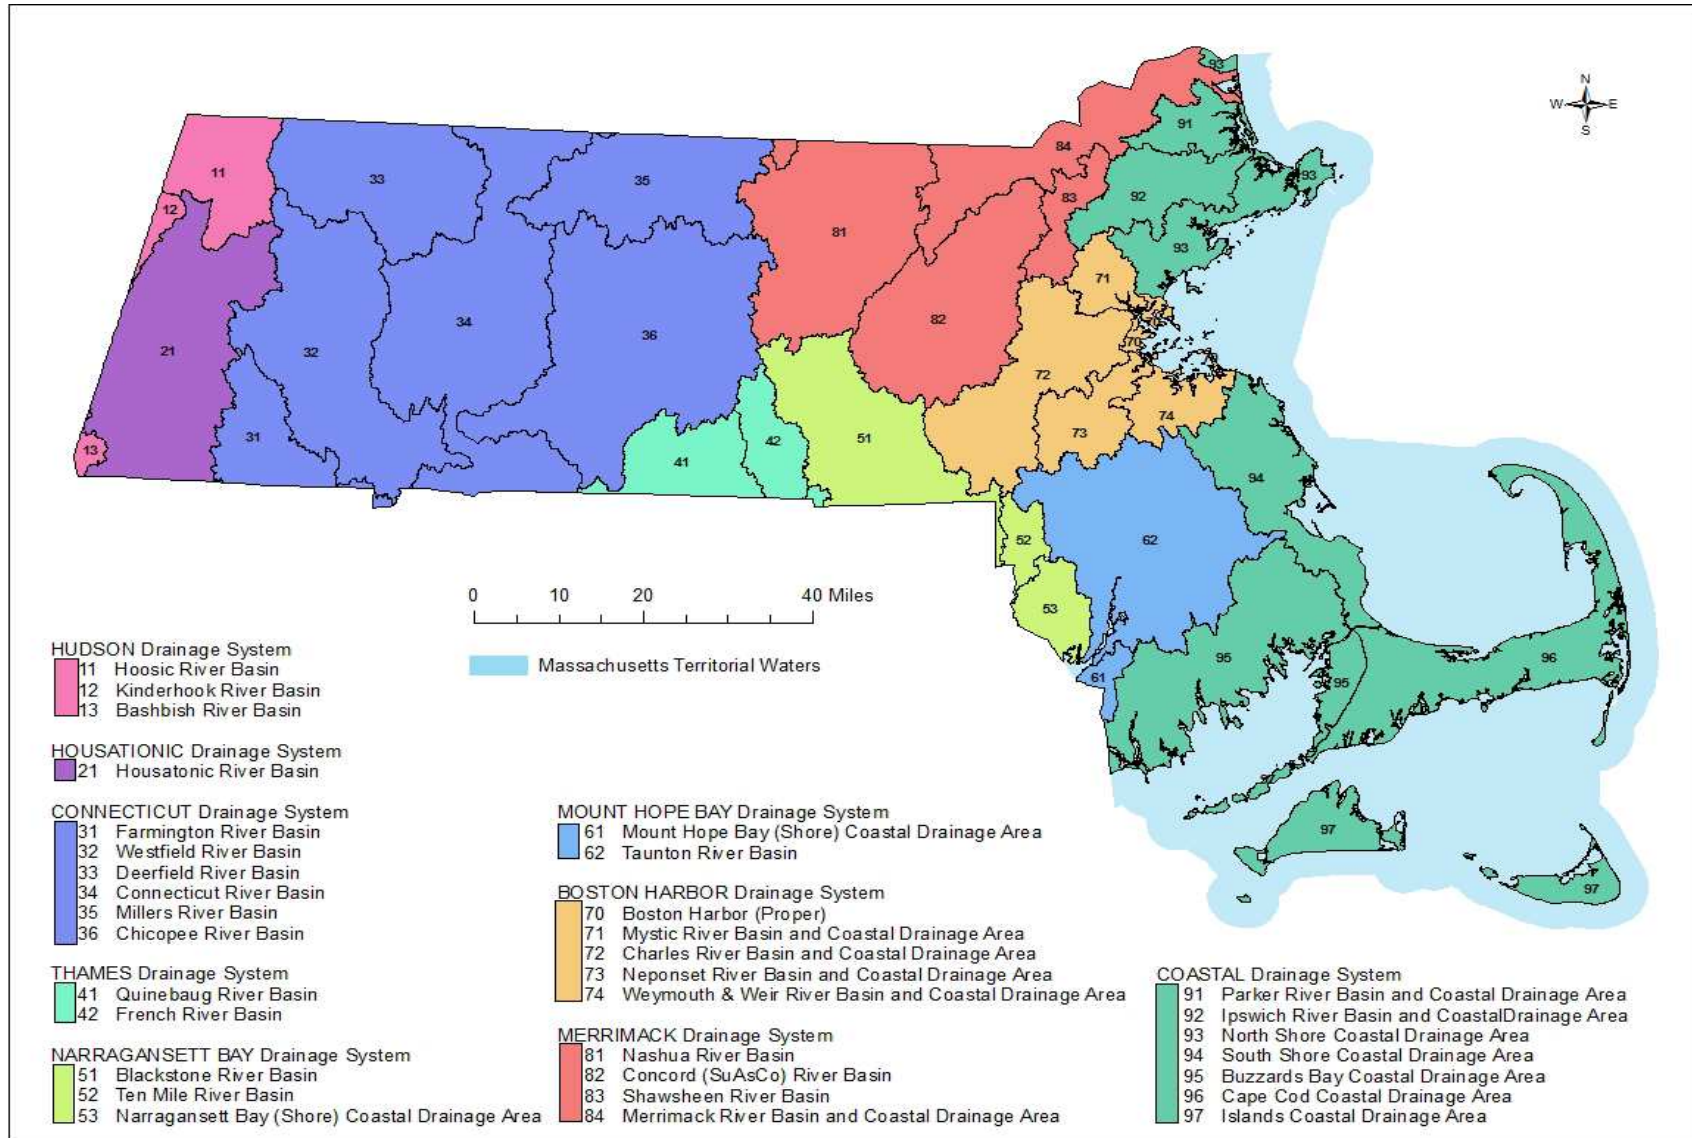 93
N
W E
S
91
84
11
33
35
93
12
83
92
81
93
71
34
82
70
36
70
21
32
72
74
31
13
51
73
42
41
94
52
62
53
0 10 20 40 Miles
95
96
61
95
Massachusetts Territorial Waters
97
97
HUDSON Drainage System
11 Hoosic River Basin
12 Kinderhook River Basin
13 Bashbish River Basin
HOUSATIONIC Drainage System
21 Housatonic River Basin
CONNECTICUT Drainage System
31 Farmington River Basin
32 Westfield River Basin
33 Deerfield River Basin
34 Connecticut River Basin
35 Millers River Basin
36 Chicopee River Basin
THAMES Drainage System
41 Quinebaug River Basin
42 French River Basin
NARRAGANSETT BAY Drainage System
51 Blackstone River Basin
52 Ten Mile River Basin
53 Narragansett Bay (Shore) Coastal Drainage Area
MOUNT HOPE BAY Drainage System
61 Mount Hope Bay (Shore) Coastal Drainage Area
62 Taunton River Basin
BOSTON HARBOR Drainage System
70 Boston Harbor (Proper)
71 Mystic River Basin and Coastal Drainage Area
72 Charles River Basin and Coastal Drainage Area
73 Neponset River Basin and Coastal Drainage Area
74 Weymouth & Weir River Basin and Coastal Drainage Area
MERRIMACK Drainage System
81 Nashua River Basin
82 Concord (SuAsCo) River Basin
83 Shawsheen River Basin
84 Merrimack River Basin and Coastal Drainage Area
COASTAL Drainage System
91 Parker River Basin and Coastal Drainage Area
92 Ipswich River Basin and CoastalDrainage Area
93 North Shore Coastal Drainage Area
94 South Shore Coastal Drainage Area
95 Buzzards Bay Coastal Drainage Area
96 Cape Cod Coastal Drainage Area
97 Islands Coastal Drainage Area